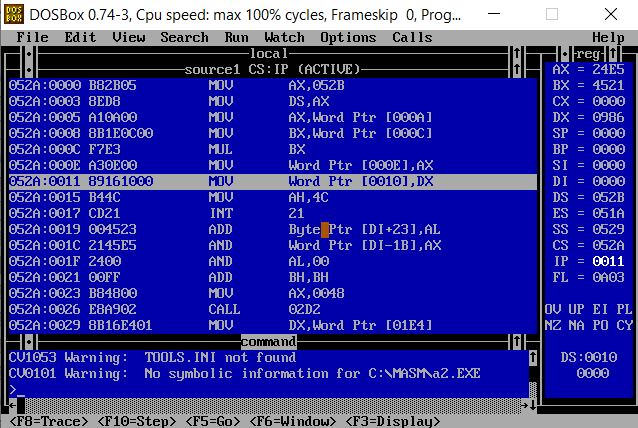 DOSBox 0.74-3, Cpu speed: max 100% cycles, Frameskip 0, Prog...
File Edit View Search Run Watch Options Calls Help
local
reg
source1 CS:IP (ACTIVE)
052A:0000 B82B05 MOV AX,052B
052A:0003 8ED8 MOV DS,AX
052A:0005 A10A00 MOV AX,Word Ptr [000A]
052A:0008 8B1E0C00 MOV BX,Word Ptr [000C]
052A:000C F7E3 MUL BX
052A:000E A30E00 MOV Word Ptr [000E],AX
052A:0011 89161000 MOV Word Ptr [0010],DX
052A:0015 B44C MOV AH,4C
052A:0017 CD21 INT 21
052A:0019 004523 ADD Byte Ptr [DI+23],AL
052A:001C 2145E5 AND Word Ptr [DI-1B],AX
052A:001F 2400 AND AL,00
052A:0021 00FF ADD BH,BH
052A:0023 B84800 MOV AX,0048
052A:0026 E8A902 CALL 02D2
052A:0029 8B16E401 MOV DX,Word Ptr [01E4]
AX = 24E5
BX = 4521
CX = 0000
DX = 0986
SP = 0000
BP = 0000
SI = 0000
DI = 0000
DS = 052B
ES = 051A
SS = 0529
CS = 052A
IP = 0011
FL = 0A03
OV UP EI PL
NZ NA PO CY
DS:0010
0000
command
CV1053 Warning: TOOLS.INI not found
CV0101 Warning: No symbolic information for C:\MASM\a2.EXE
>_
<F8=Trace> <F10=Step> <F5=Go> <F6=Window> <F3=Display>